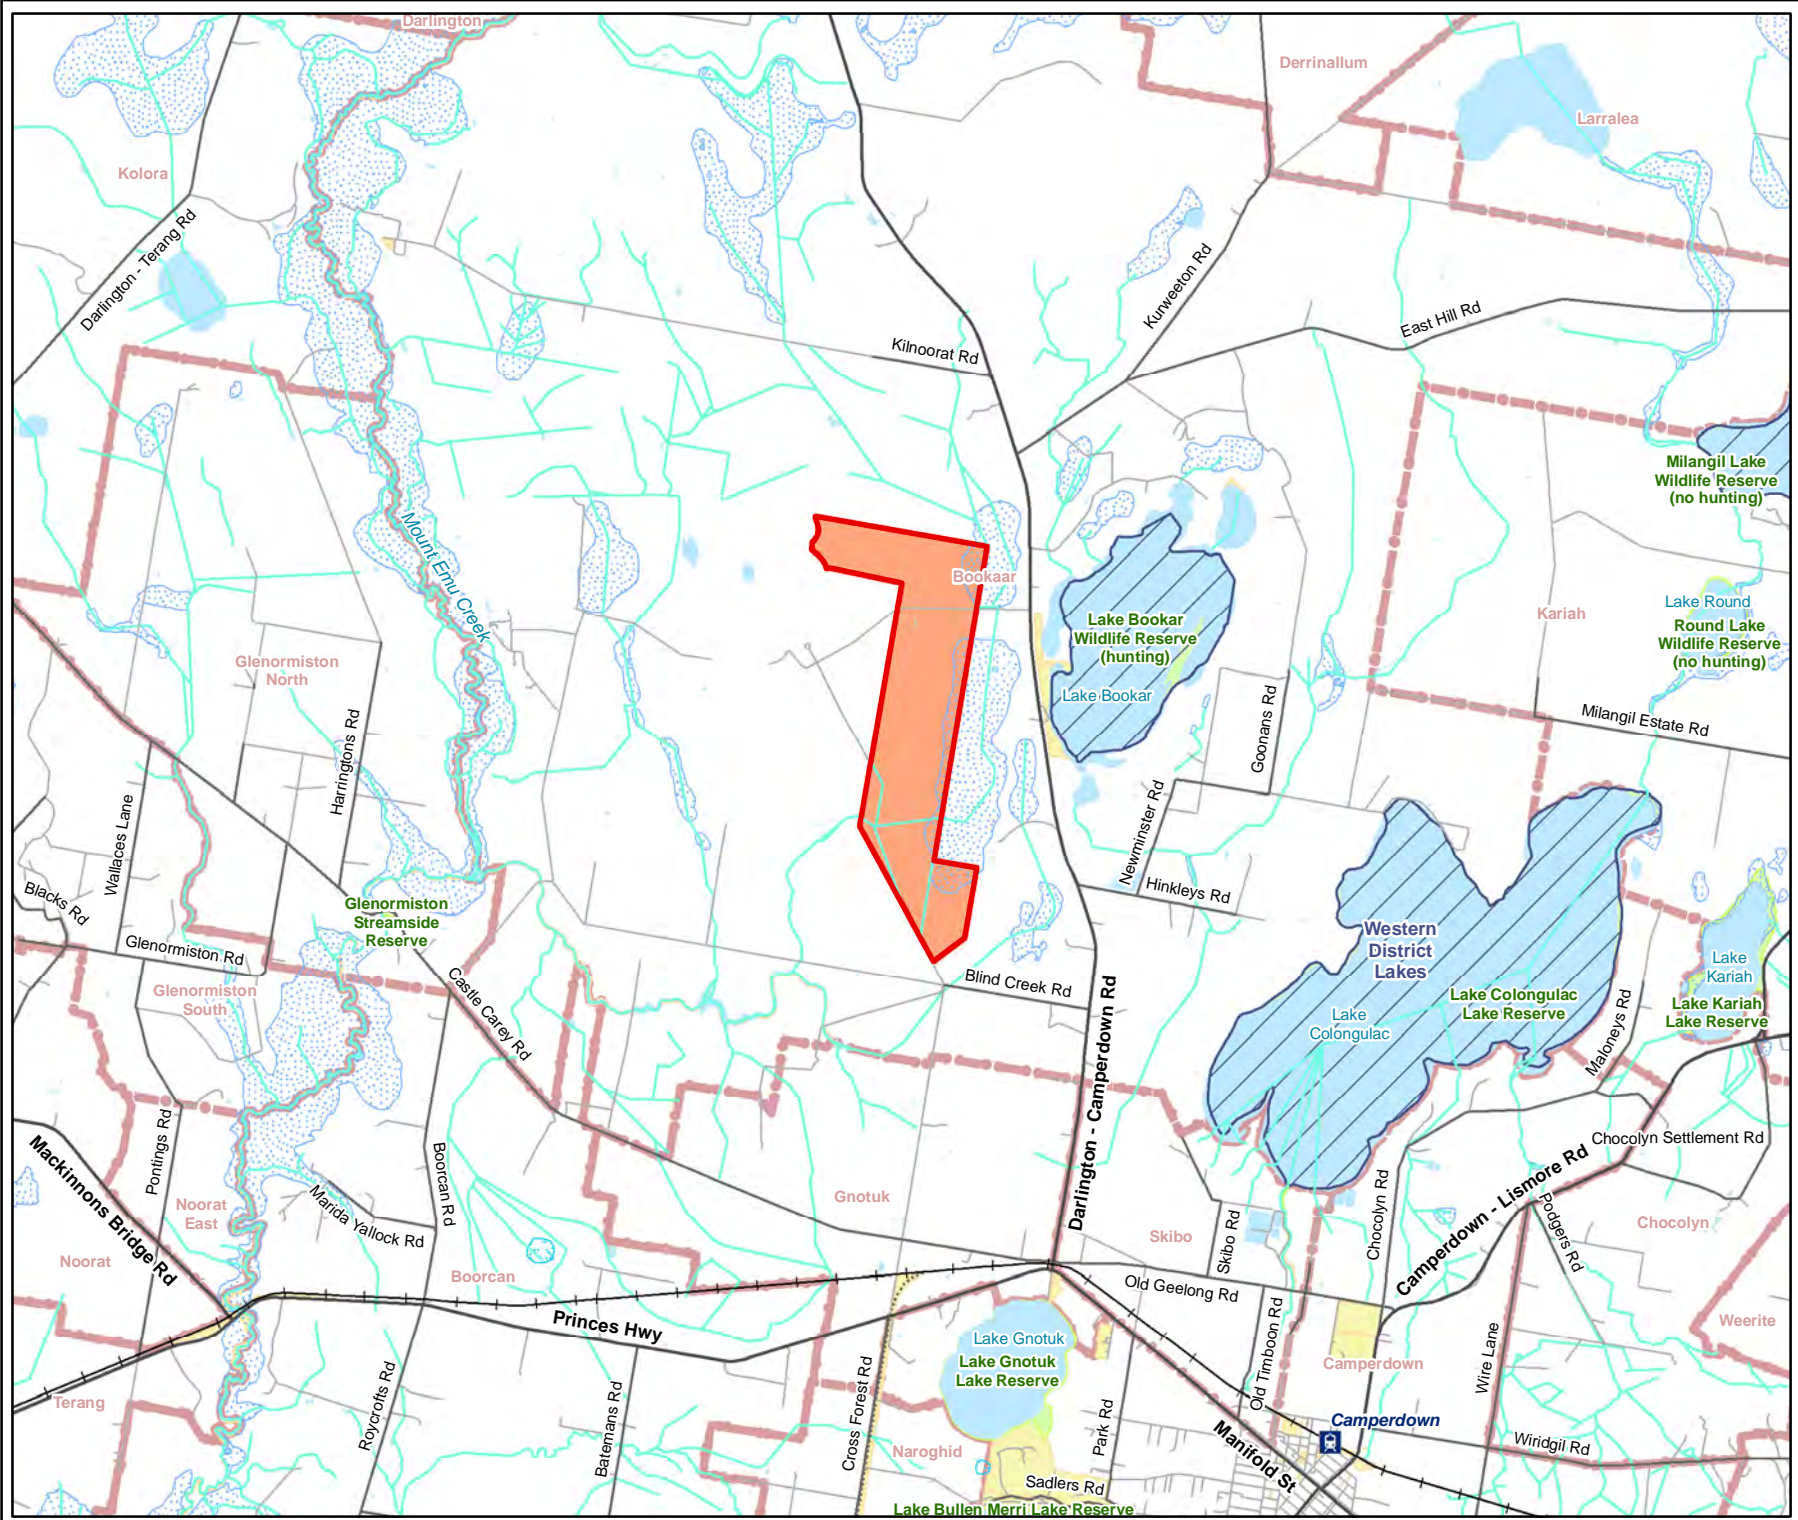 Darlington
Derrinallum
Larralea
Kolora
Darlington - Terang Rd
Kurweeton Rd
East Hill Rd
Kilnoorat Rd
Milangil Lake
Wildlife Reserve
(no hunting)
Mount Emu Creek
Bookaar
Lake Bookar
Wildlife Reserve
(hunting)
Lake Bookar
Kariah
Lake Round
Round Lake
Wildlife Reserve
(no hunting)
Glenormiston
North
Harringtons Rd
Goonans Rd
Milangil Estate Rd
Wallaces Lane
Newminster Rd
Hinkleys Rd
Blacks Rd
Glenormiston
Streamside
Reserve
Glenormiston Rd
Western
District
Lakes
Lake
Kariah
Lake Kariah
Lake Reserve
Glenormiston
South
Castle Carey Rd
Blind Creek Rd
Lake Colongulac
Lake Reserve
Lake
Colongulac
Maloneys Rd
Darlington - Camperdown Rd
Mackinnons Bridge Rd
Pontings Rd
Boorcan Rd
Marida Yallock Rd
Noorat
East
Gnotuk
Skibo
Skibo Rd
Chocolyn Rd
Chocolyn Settlement Rd
Camperdown - Lismore Rd
Podgers Rd
Chocolyn
Noorat
Boorcan
Old Geelong Rd
Princes Hwy
Lake Gnotuk
Lake Gnotuk
Lake Reserve
Old Timboon Rd
Camperdown
Wire Lane
Weerite
Terang
Roycrofts Rd
Batemans Rd
Cross Forest Rd
Naroghid
Park Rd
Manifold St
Camperdown
Wiridgil Rd
Sadlers Rd
Lake Bullen Merri Lake Reserve